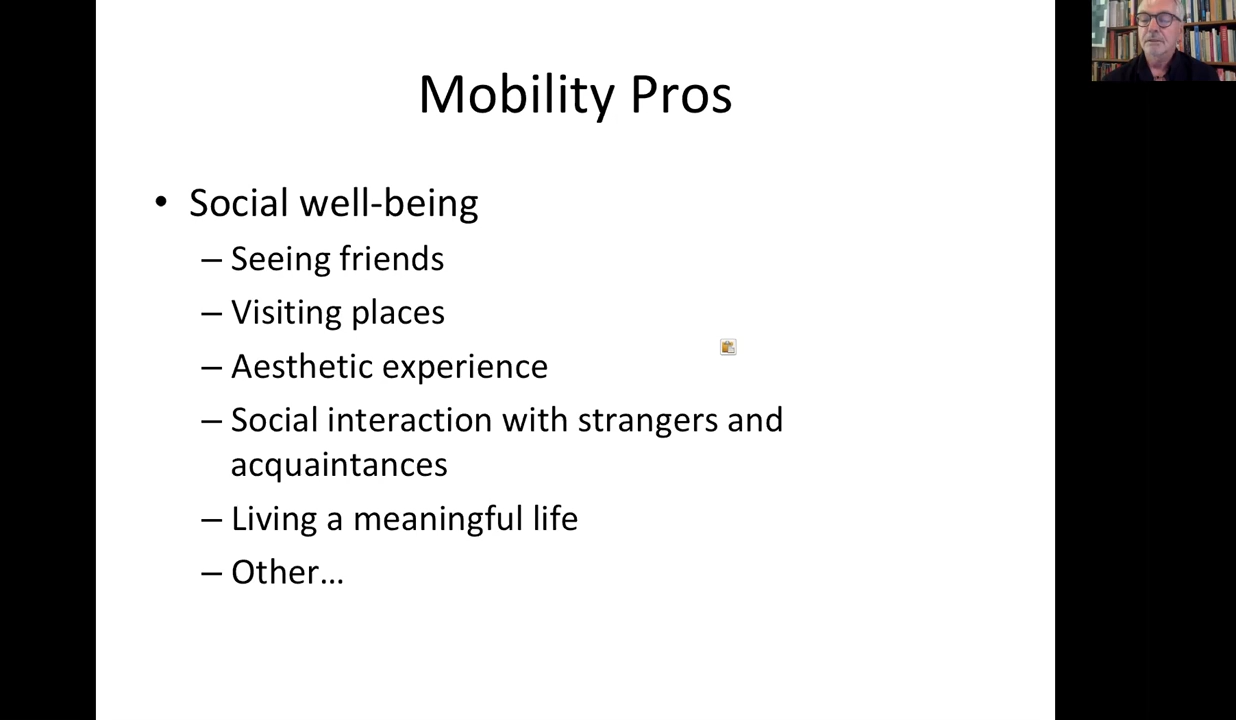 Mobility Pros
• Social well-being
– Seeing friends
– Visiting places
– Aesthetic experience
– Social interaction with strangers and
acquaintances
– Living a meaningful life
– Other…